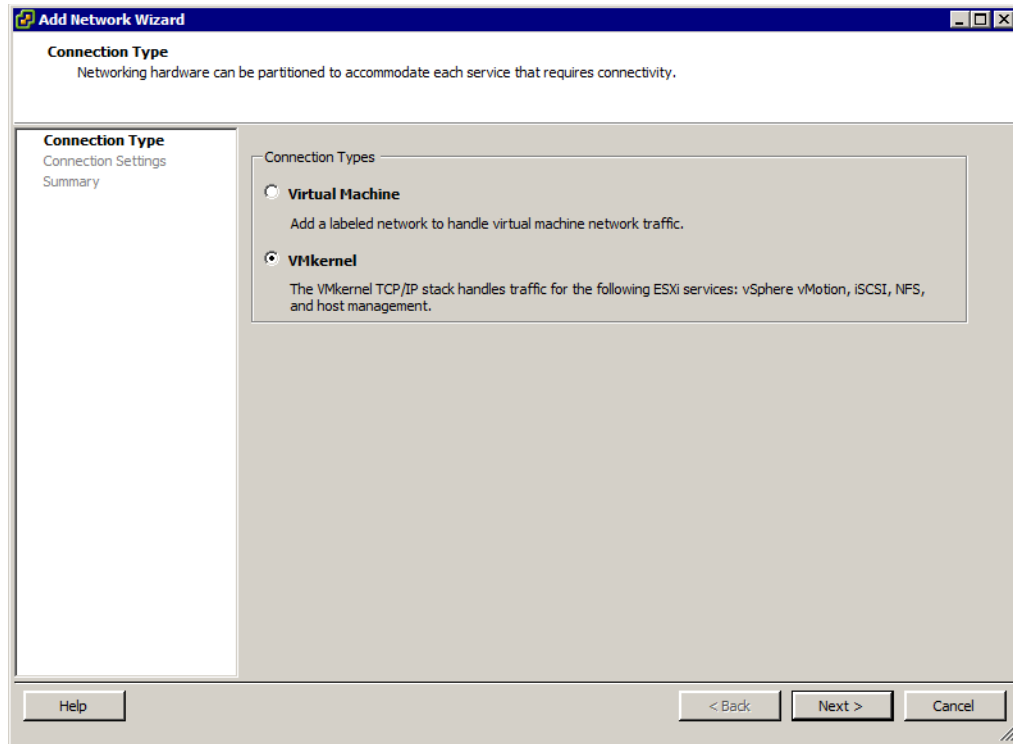 Add Network Wizard
Connection Type
Networking hardware can be partitioned to accommodate each service that requires connectivity.
Connection Type
Connection Settings
Summary
Connection Types
Virtual Machine
Add a labeled network to handle virtual machine network traffic.
VMkernel
The VMkernel TCP/IP stack handles traffic for the following ESXi services: vSphere vMotion, iSCSI, NFS,
and host management.
Help
< Back
Next >
Cancel